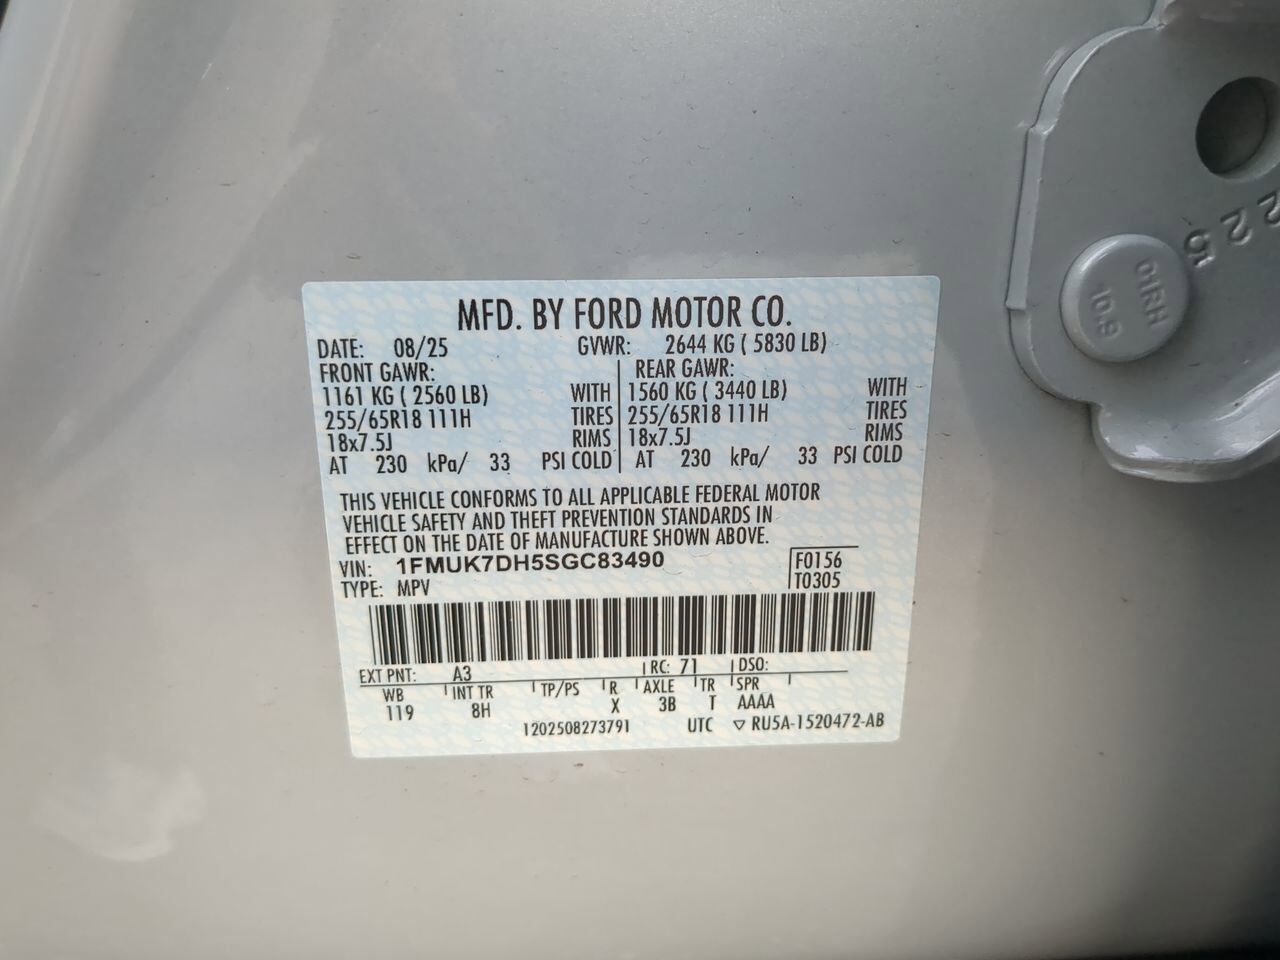 MFD. BY FORD MOTOR CO.
DATE: 08/25 GVWR: 2644 KG ( 5830 LB)
FRONT GAWR: REAR GAWR:
1161 KG ( 2560 LB) WITH 1560 KG ( 3440 LB) WITH
255/65R18 111H TIRES 255/65R18 111H TIRES
18x7.5J RIMS 18x7.5J RIMS
AT 230 kPa/ 33 PSI COLD AT 230 kPa/ 33 PSI COLD
THIS VEHICLE CONFORMS TO ALL APPLICABLE FEDERAL MOTOR
VEHICLE SAFETY AND THEFT PREVENTION STANDARDS IN
EFFECT ON THE DATE OF MANUFACTURE SHOWN ABOVE.
VIN: 1FMUK7DH5SGC83490 F0156
TYPE: MPV T0305
EXT PNT: A3 RC: 71 DSO:
WB INT TR TP/PS R AXLE TR SPR
119 8H X 3B T AAAA
1202508273791 UTC ▽ RU5A-1520472-AB
225
01RH
10.9